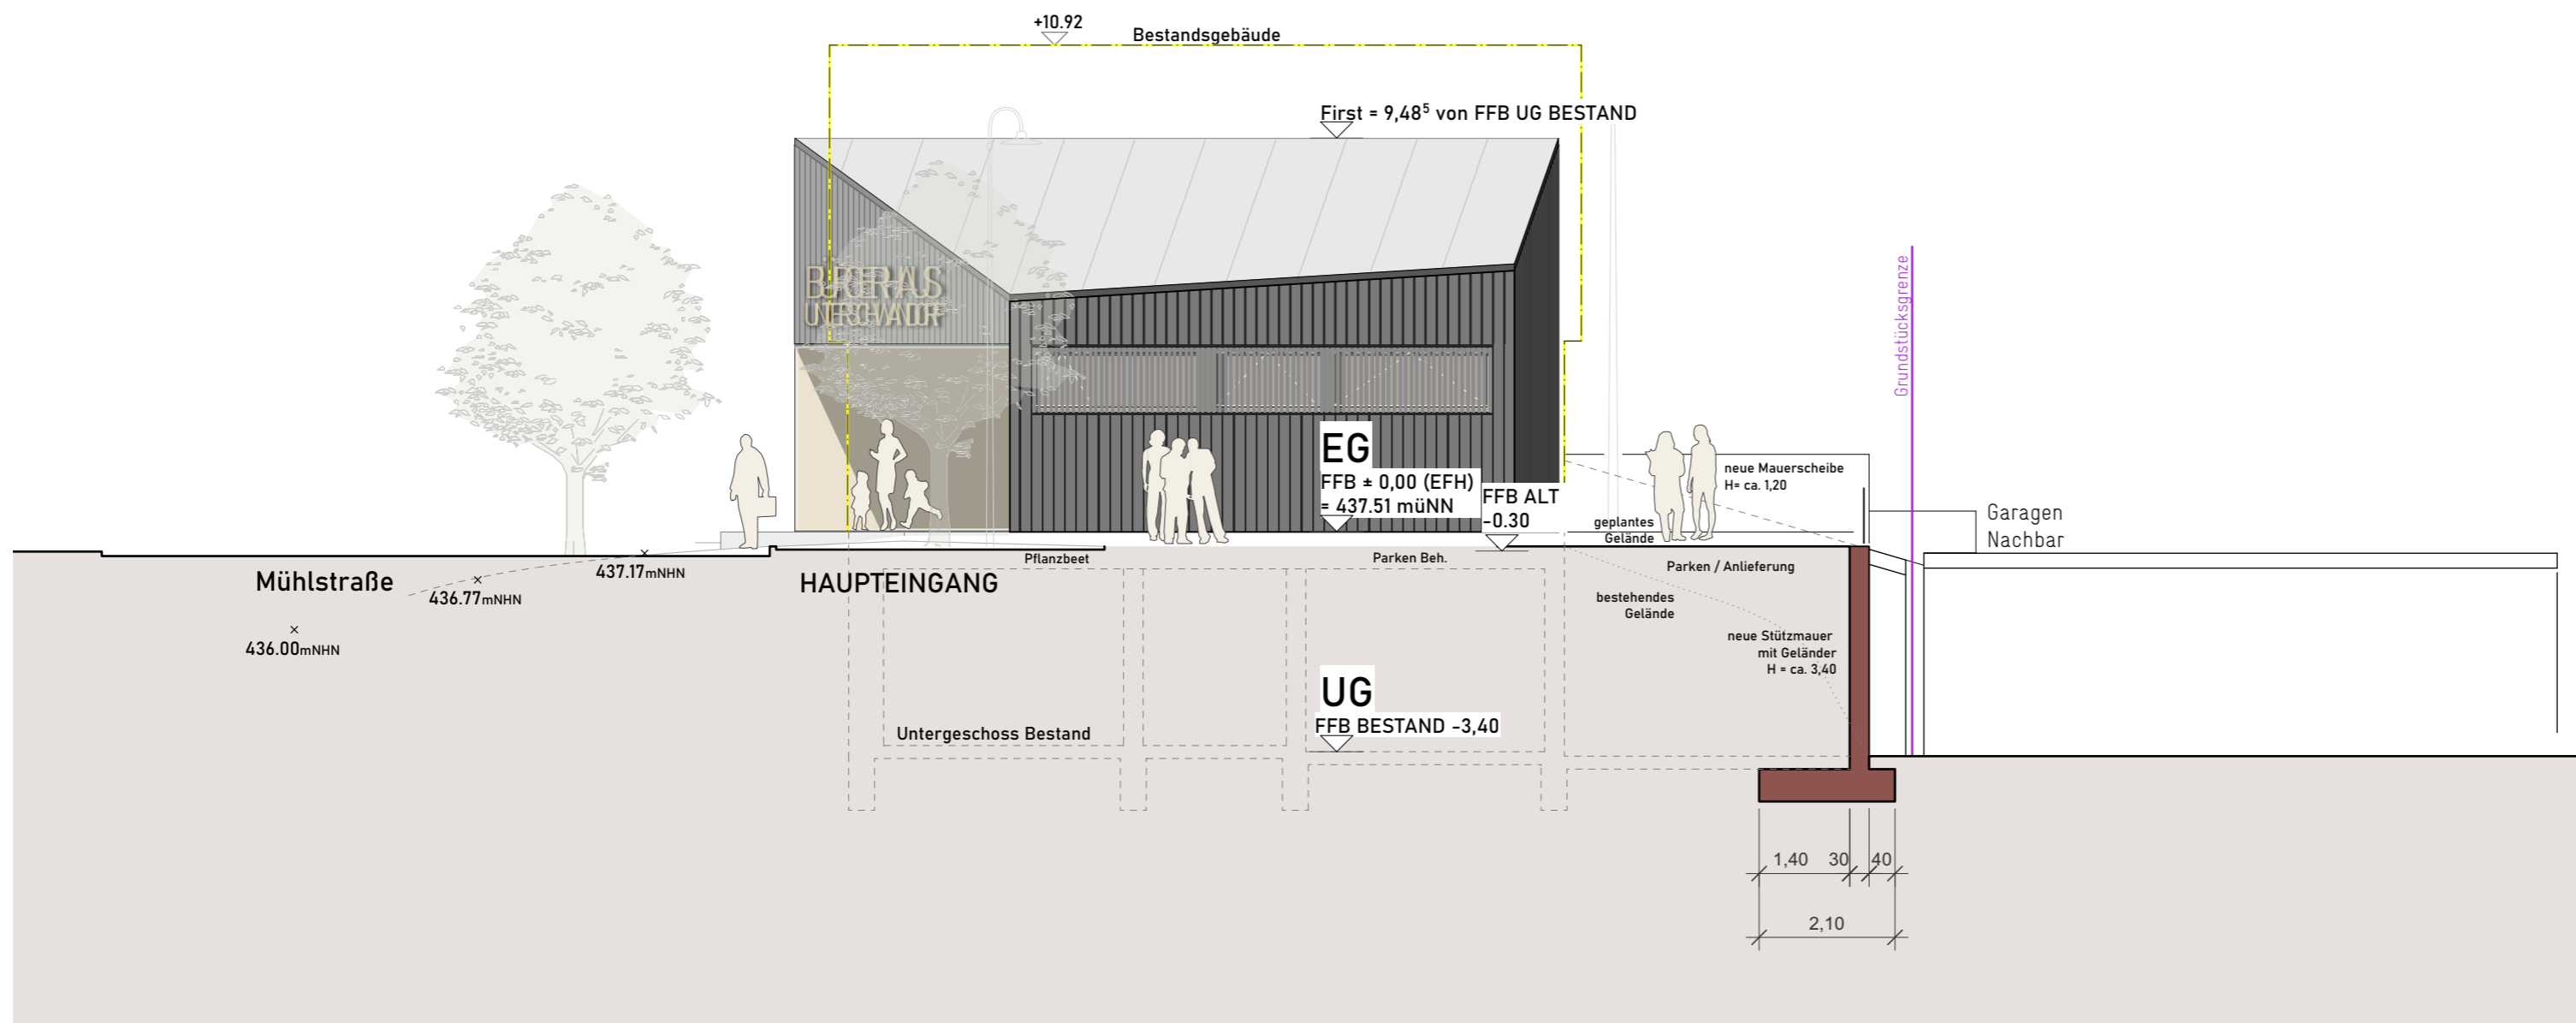 +10.92
Bestandsgebäude
First = 9,48⁵ von FFB UG BESTAND
BÜRGERHAUS
UNTERSCHWANDORF
Grundstücksgrenze
EG
FFB ± 0,00 (EFH)
= 437.51 müNN
FFB ALT
-0.30
neue Mauerscheibe
H= ca. 1,20
geplantes
Gelände
Garagen
Nachbar
Mühlstraße
437.17mNHN
436.77mNHN
436.00mNHN
HAUPTEINGANG
Pflanzbeet
Parken Beh.
Parken / Anlieferung
bestehendes
Gelände
neue Stützmauer
mit Geländer
H = ca. 3,40
UG
FFB BESTAND -3,40
Untergeschoss Bestand
1,40 30 40
2,10